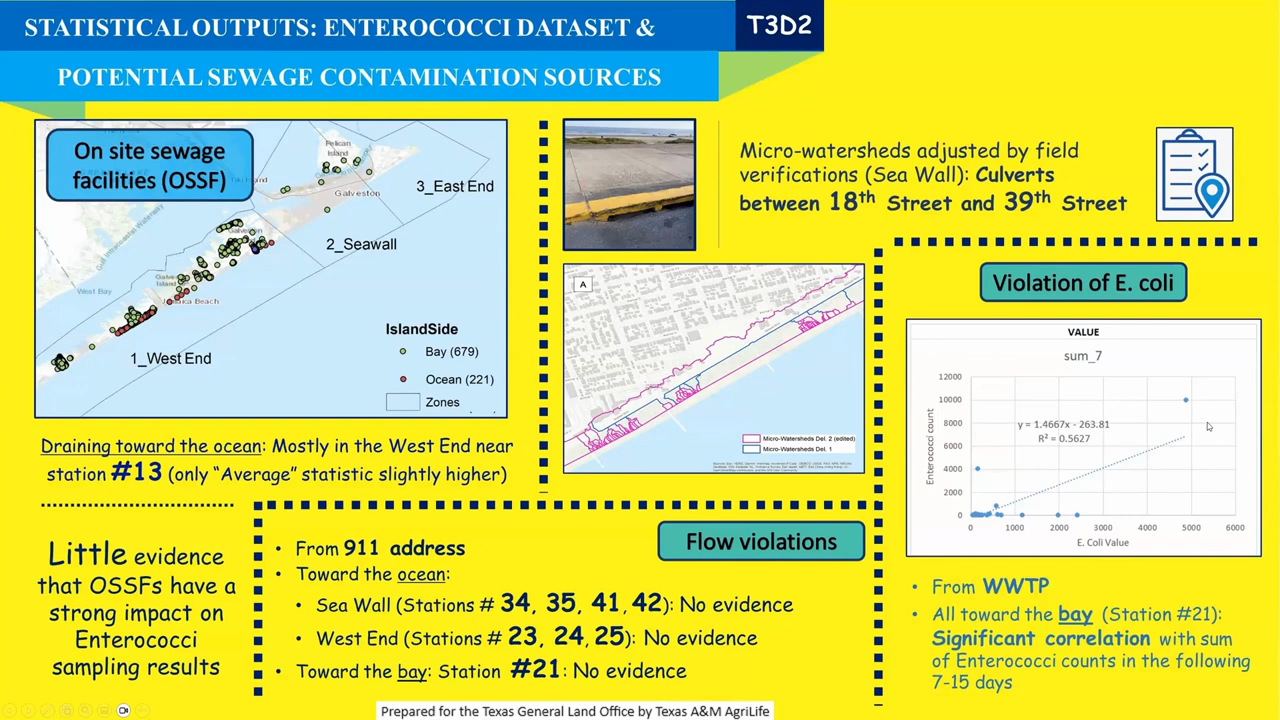 STATISTICAL OUTPUTS: ENTEROCOCCI DATASET &
T3D2
POTENTIAL SEWAGE CONTAMINATION SOURCES
On site sewage
facilities (OSSF)
Pelican
Island
Galveston
3_East End
2_Seawall
West Bay
1_West End
IslandSide
Bay (679)
Ocean (221)
Zones
Draining toward the ocean: Mostly in the West End near
station #13 (only “Average” statistic slightly higher)
Little evidence
that OSSFs have a
strong impact on
Enterococci
sampling results
Micro-watersheds adjusted by field
verifications (Sea Wall): Culverts
between 18th Street and 39th Street
A
Micro-Watersheds Del. 2 (edited)
Micro-Watersheds Del. 1
Flow violations
• From 911 address
• Toward the ocean:
• Sea Wall (Stations # 34, 35, 41, 42): No evidence
• West End (Stations # 23, 24, 25): No evidence
• Toward the bay: Station #21: No evidence
Violation of E. coli
VALUE
sum_7
12000
10000
8000
6000
4000
2000
0
y = 1.4667x - 263.81
R² = 0.5627
Enterococci count
0 1000 2000 3000 4000 5000 6000
E. Coli Value
• From WWTP
• All toward the bay (Station #21):
Significant correlation with sum
of Enterococci counts in the following
7-15 days
Prepared for the Texas General Land Office by Texas A&M AgriLife